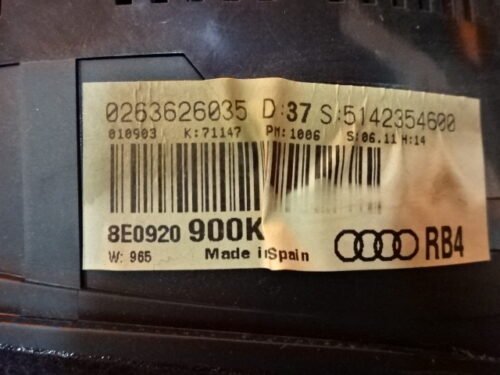 0263626035 D:37 S:5142354600
010903 K:71147 PM:1006 S:06.11 H:14
8E0920 900K RB4
W: 965 Made in Spain